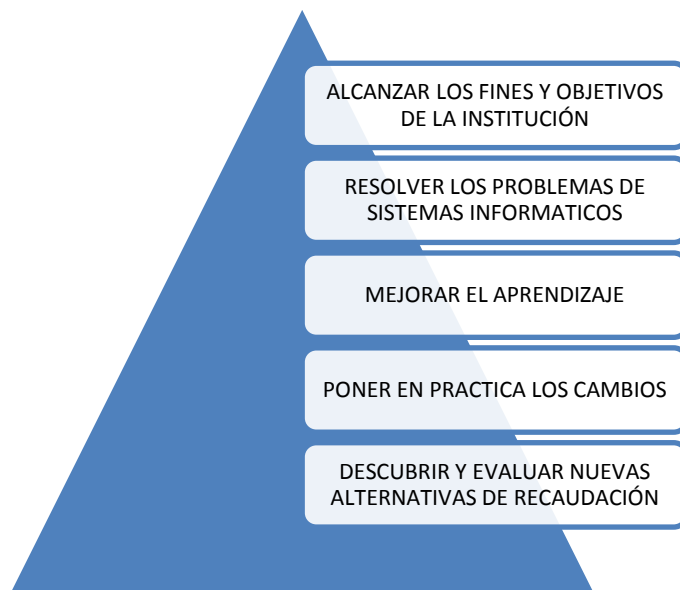 ALCANZAR LOS FINES Y OBJETIVOS
DE LA INSTITUCIÓN
RESOLVER LOS PROBLEMAS DE
SISTEMAS INFORMATICOS
MEJORAR EL APRENDIZAJE
PONER EN PRACTICA LOS CAMBIOS
DESCUBRIR Y EVALUAR NUEVAS
ALTERNATIVAS DE RECAUDACIÓN